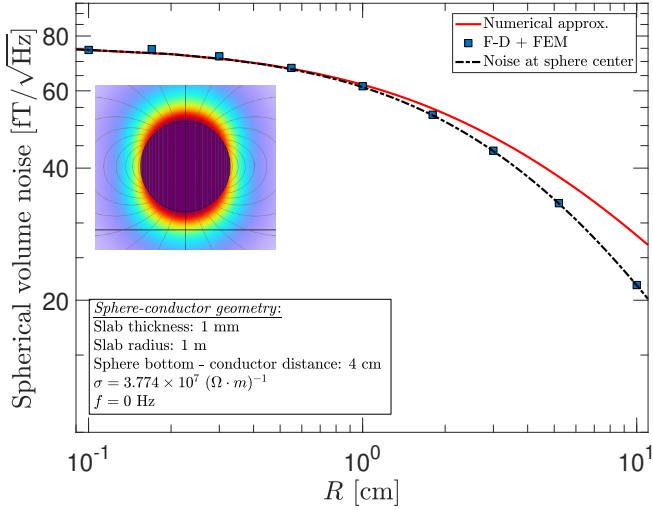 Spherical volume noise [fT/√Hz]
80
60
40
20
Numerical approx.
F-D + FEM
Noise at sphere center
Sphere-conductor geometry:
Slab thickness: 1 mm
Slab radius: 1 m
Sphere bottom - conductor distance: 4 cm
σ = 3.774 × 10⁷ (Ω · m)⁻¹
f = 0 Hz
10⁻¹ 10⁰ 10¹
R [cm]